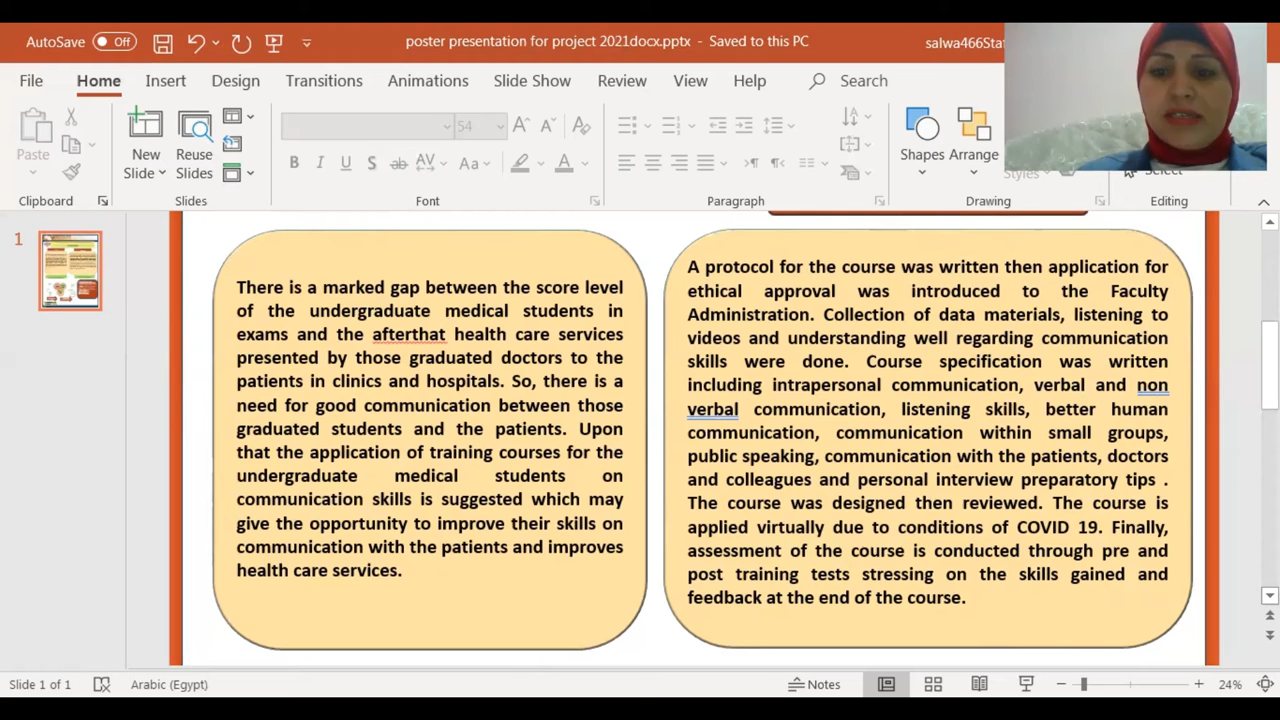 AutoSave Off
poster presentation for project 2021docx.pptx - Saved to this PC
salwa466Staf
File Home Insert Design Transitions Animations Slide Show Review View Help Search
Paste
New Slide
Reuse Slides
54
Shapes
Arrange
Styles
Select
Clipboard
Slides
Font
Paragraph
Drawing
Editing
1
There is a marked gap between the score level
of the undergraduate medical students in
exams and the afterthat health care services
presented by those graduated doctors to the
patients in clinics and hospitals. So, there is a
need for good communication between those
graduated students and the patients. Upon
that the application of training courses for the
undergraduate medical students on
communication skills is suggested which may
give the opportunity to improve their skills on
communication with the patients and improves
health care services.
A protocol for the course was written then application for
ethical approval was introduced to the Faculty
Administration. Collection of data materials, listening to
videos and understanding well regarding communication
skills were done. Course specification was written
including intrapersonal communication, verbal and non
verbal communication, listening skills, better human
communication, communication within small groups,
public speaking, communication with the patients, doctors
and colleagues and personal interview preparatory tips .
The course was designed then reviewed. The course is
applied virtually due to conditions of COVID 19. Finally,
assessment of the course is conducted through pre and
post training tests stressing on the skills gained and
feedback at the end of the course.
Slide 1 of 1
Arabic (Egypt)
Notes
24%